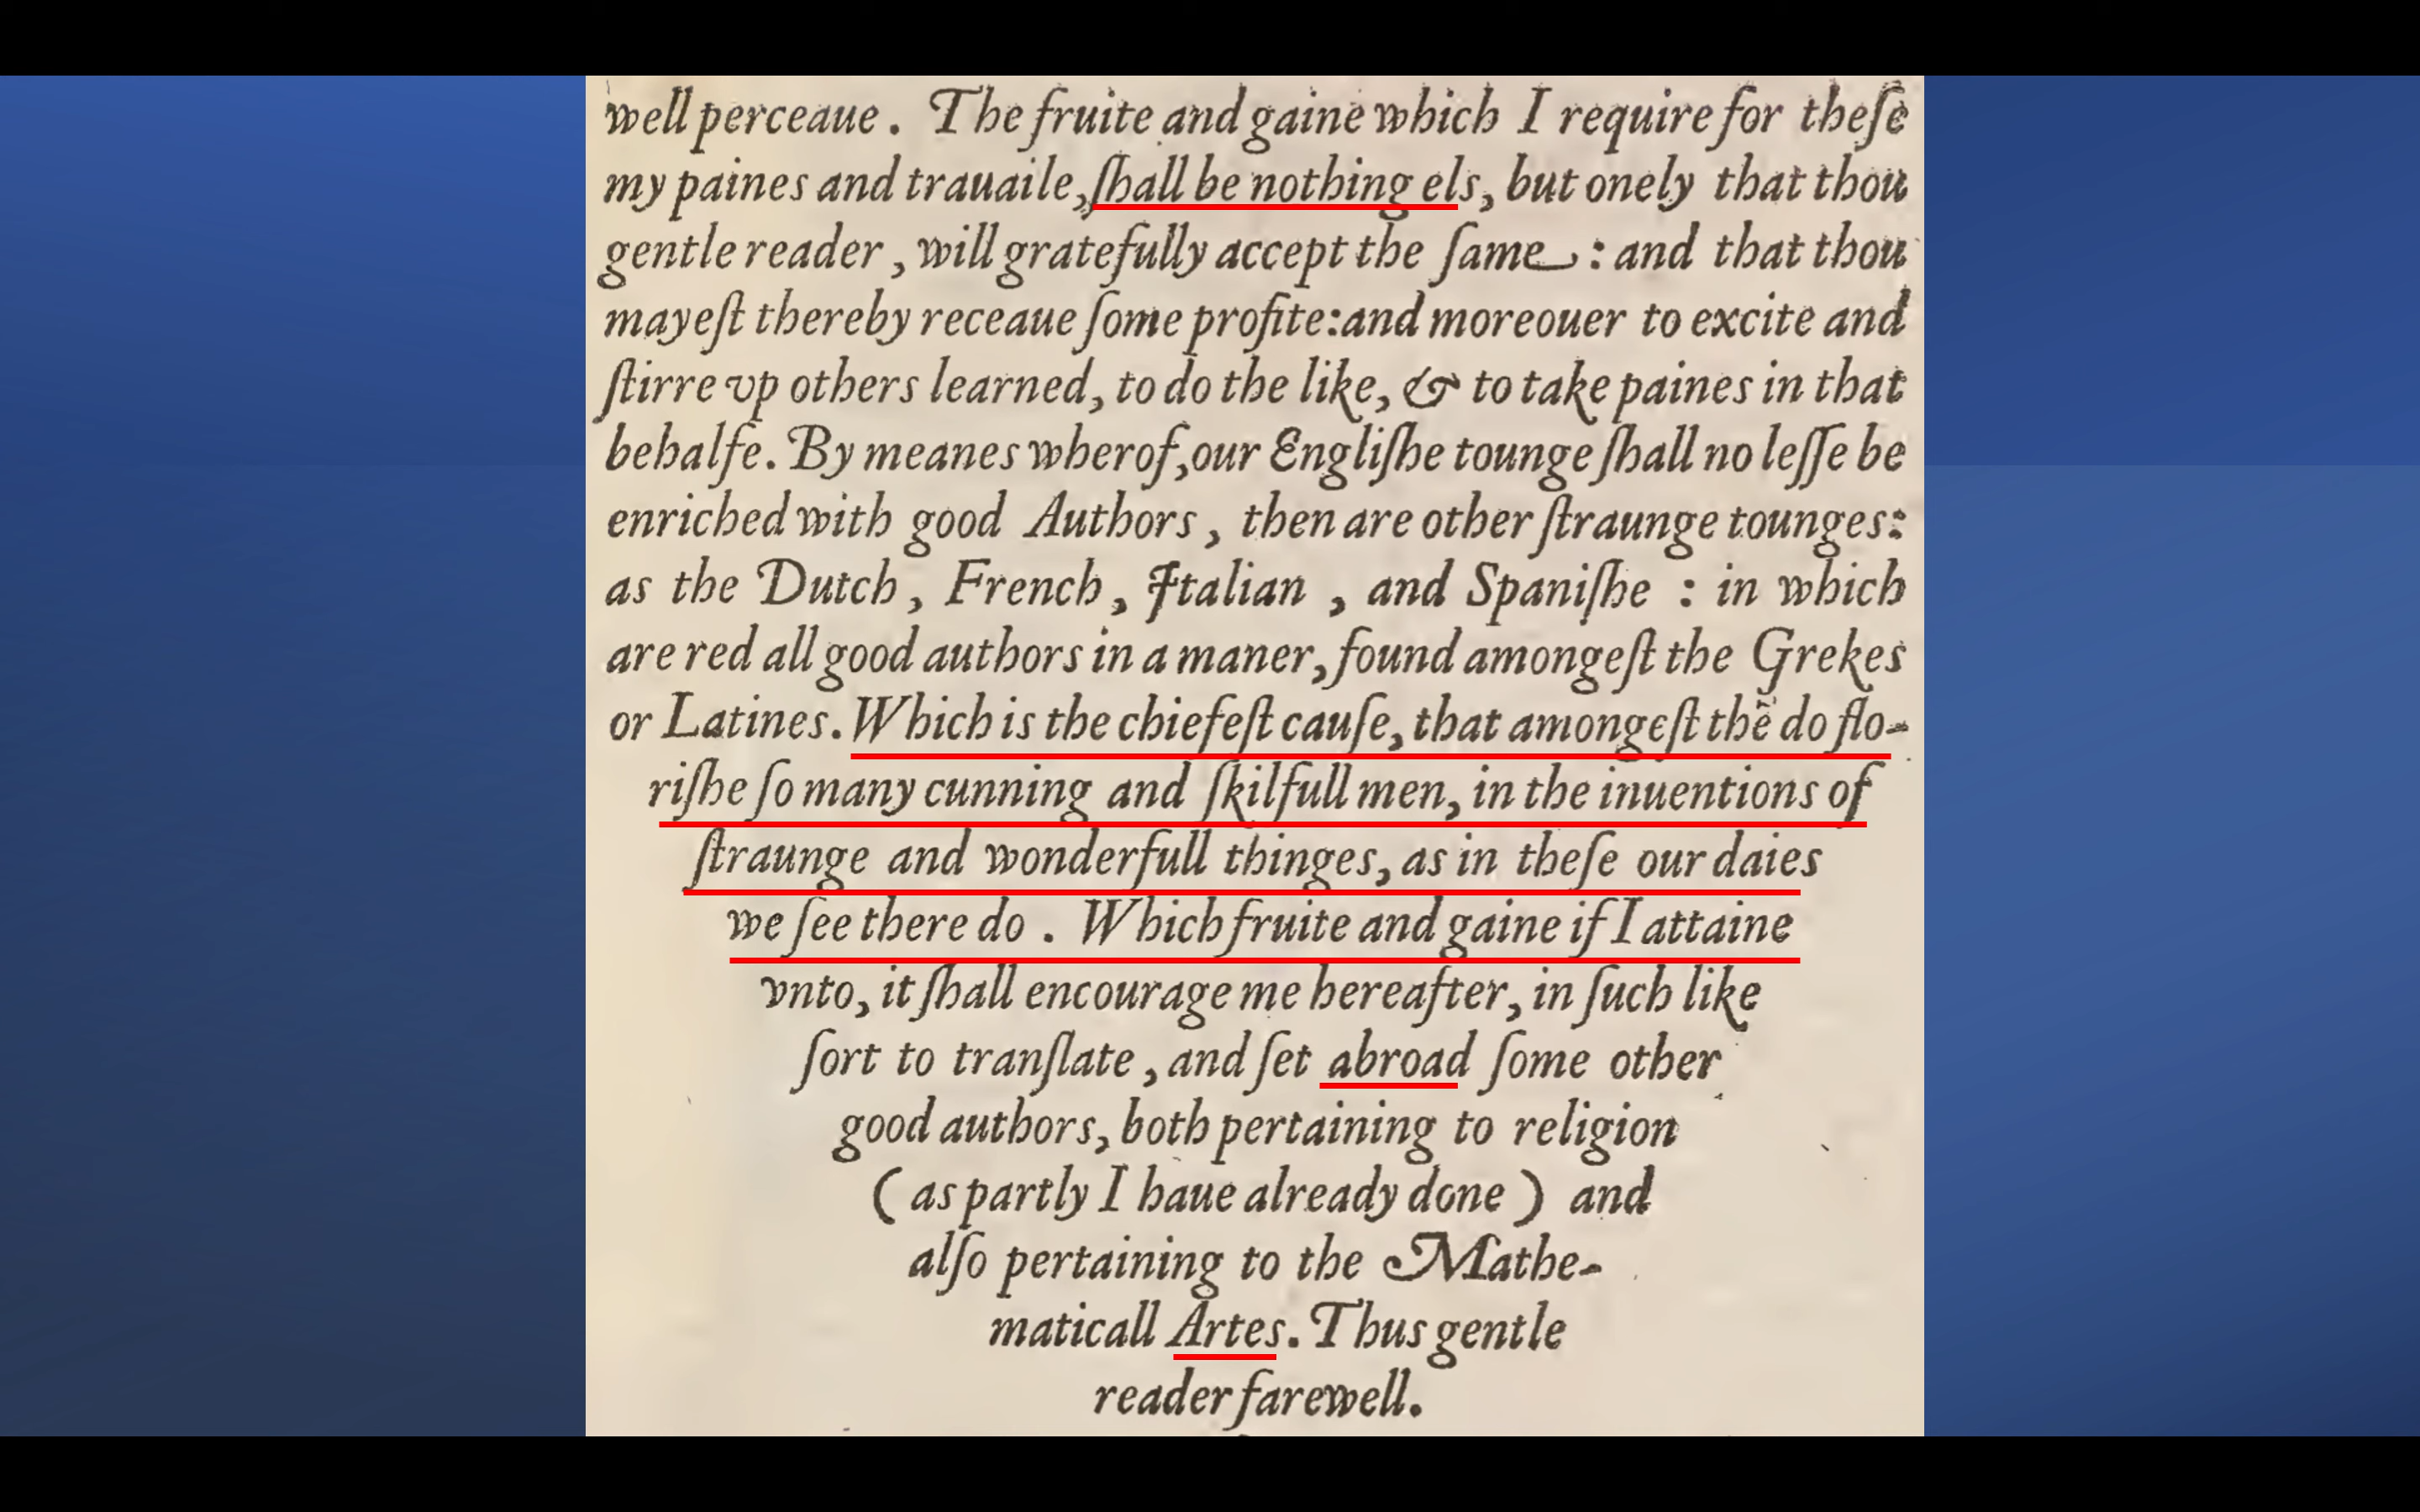 well perceaue. The fruite and gaine which I require for theſe
my paines and trauaile, ſhall be nothing els, but onely that thou
gentle reader, will gratefully accept the ſame: and that thou
mayeſt thereby receaue ſome profite: and moreouer to excite and
ſtirre vp others learned, to do the like, & to take paines in that
behalfe. By meanes wherof, our Engliſhe tounge ſhall no leſſe be
enriched with good Authors, then are other ſtraunge tounges:
as the Dutch, French, Italian, and Spaniſhe: in which
are red all good authors in a maner, found amongeſt the Grekes
or Latines. Which is the chiefeſt cauſe, that amongeſt thẽ do flo-
riſhe ſo many cunning and ſkilfull men, in the inuentions of
ſtraunge and wonderfull thinges, as in theſe our daies
we ſee there do. Which fruite and gaine if I attaine
vnto, it ſhall encourage me hereafter, in ſuch like
ſort to tranſlate, and ſet abroad ſome other
good authors, both pertaining to religion
(as partly I haue already done) and
alſo pertaining to the Mathe-
maticall Artes. Thus gentle
reader farewell.